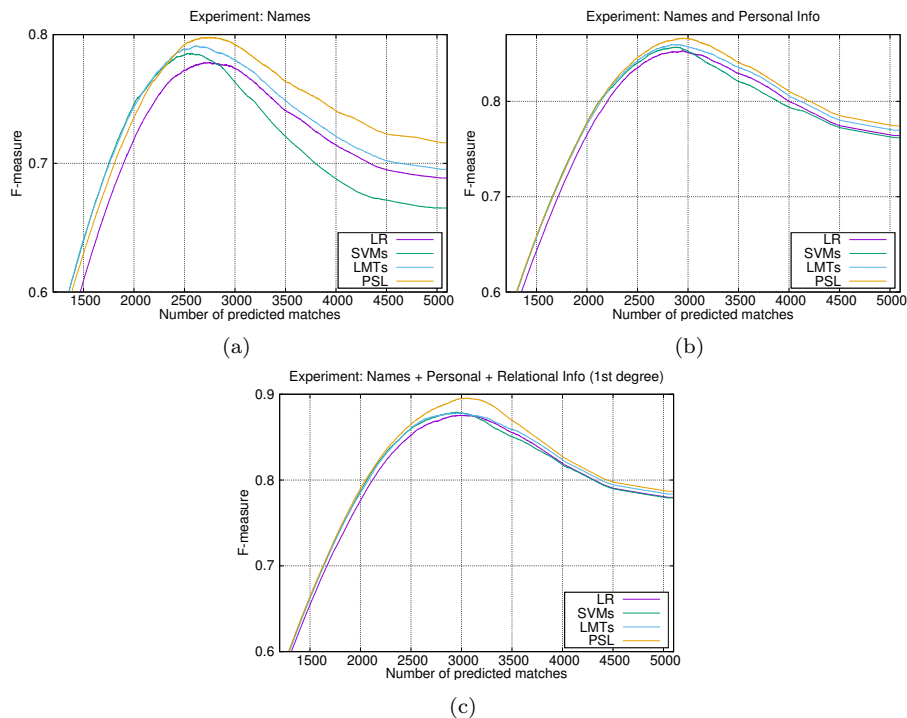 Experiment: Names
F-measure
0.8
0.7
0.6
LR
SVMs
LMTs
PSL
1500 2000 2500 3000 3500 4000 4500 5000
Number of predicted matches
(a)
Experiment: Names and Personal Info
F-measure
0.8
0.7
0.6
LR
SVMs
LMTs
PSL
1500 2000 2500 3000 3500 4000 4500 5000
Number of predicted matches
(b)
Experiment: Names + Personal + Relational Info (1st degree)
F-measure
0.9
0.8
0.7
0.6
LR
SVMs
LMTs
PSL
1500 2000 2500 3000 3500 4000 4500 5000
Number of predicted matches
(c)